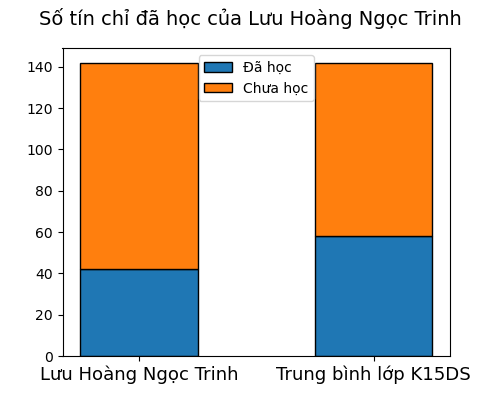 Số tín chỉ đã học của Lưu Hoàng Ngọc Trinh
140
120
100
80
60
40
20
0
Đã học
Chưa học
Lưu Hoàng Ngọc Trinh
Trung bình lớp K15DS